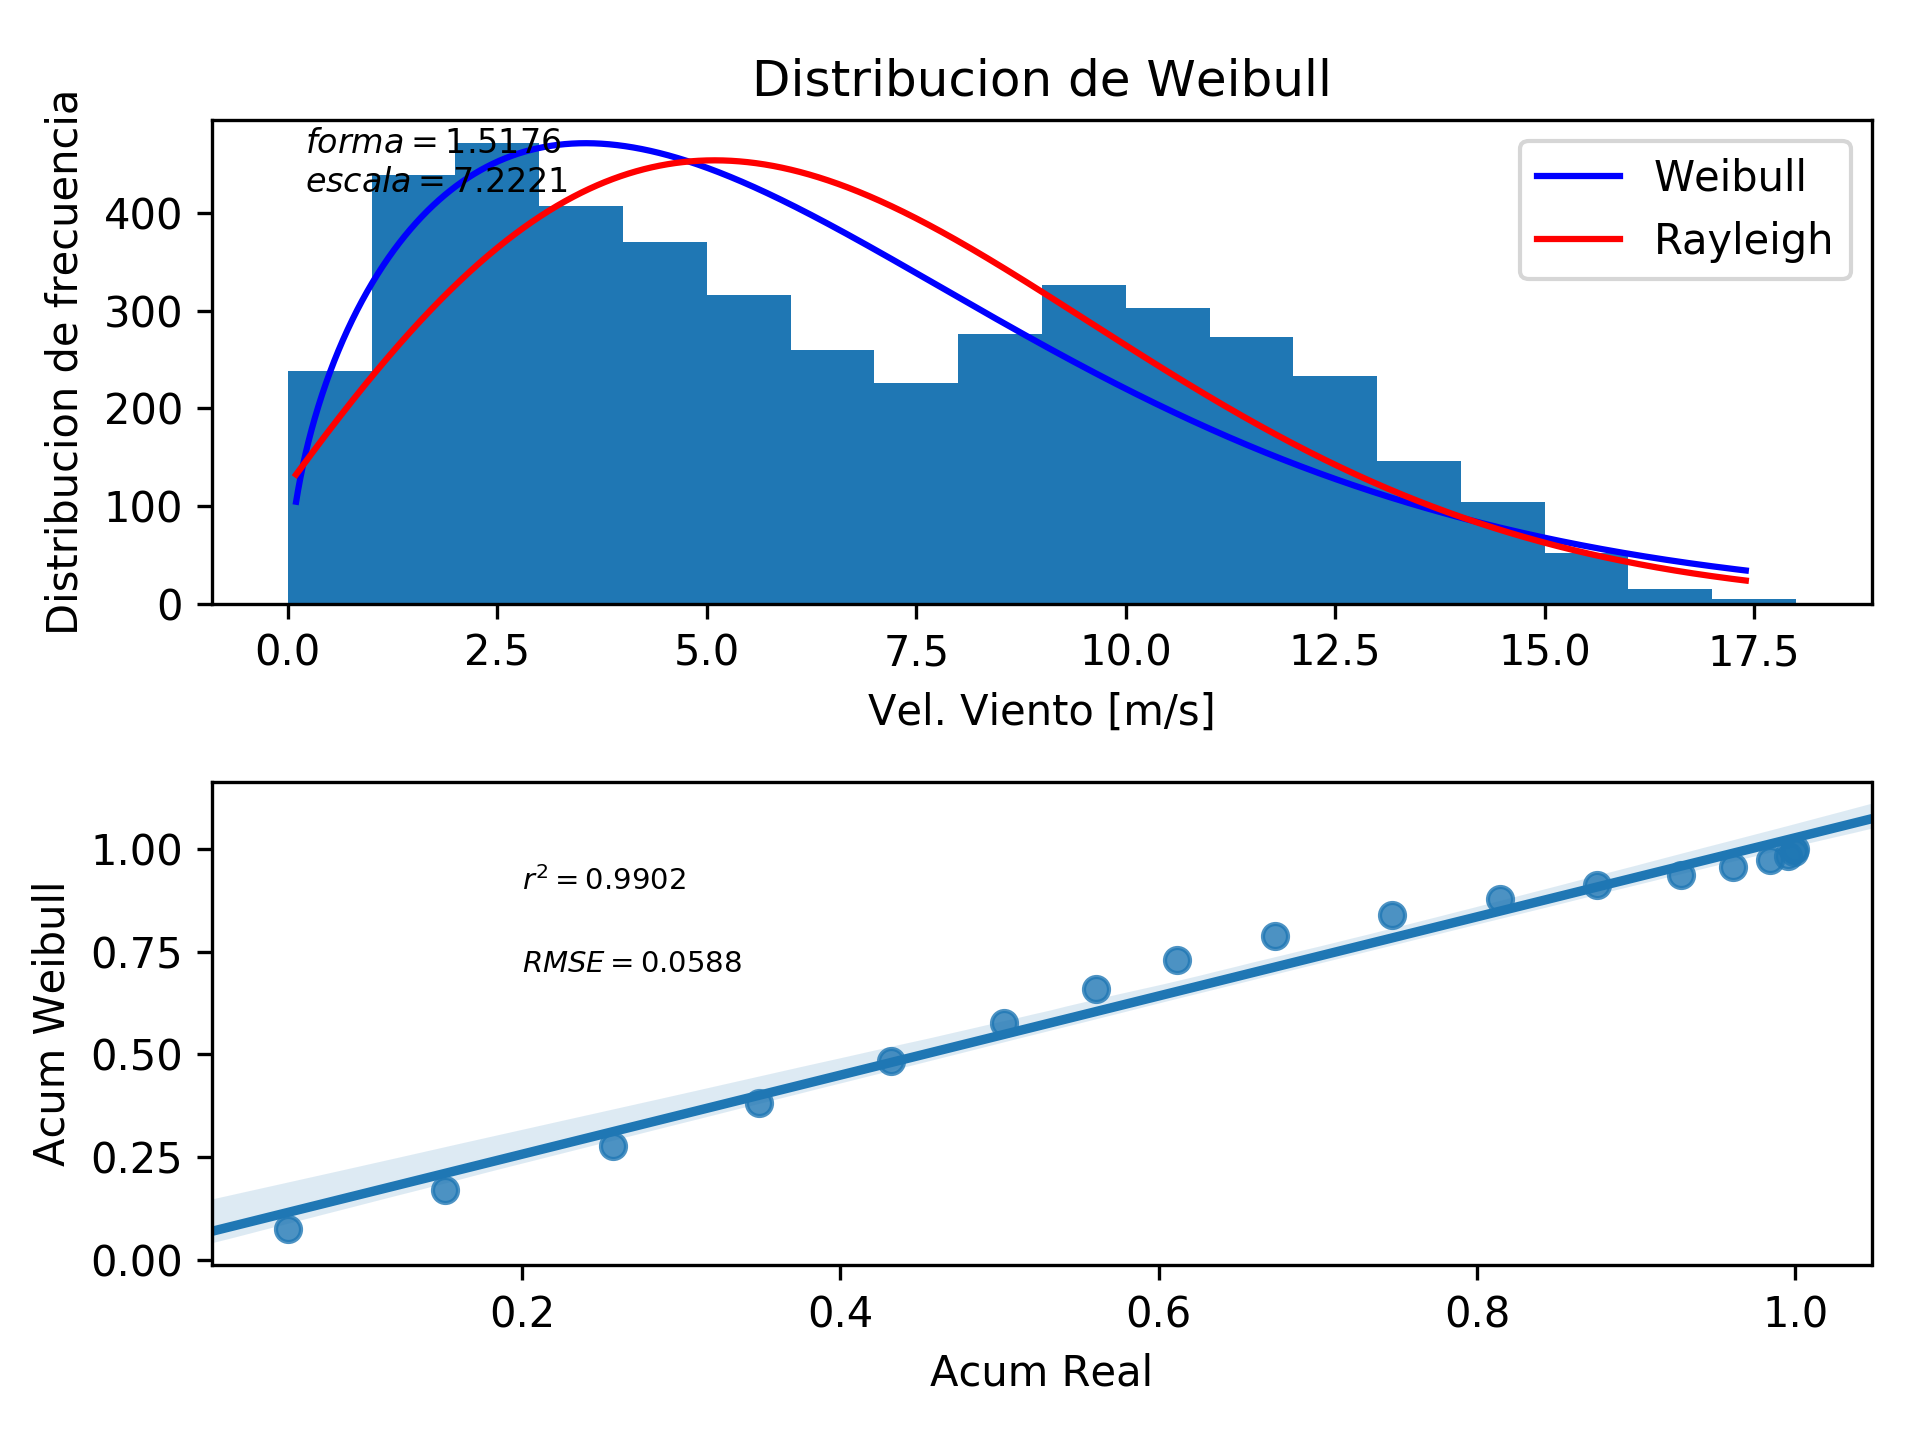 Distribucion de Weibull
forma = 1.5176
escala = 7.2221
Weibull
Rayleigh
Distribucion de frecuencia
400
300
200
100
0
0.0 2.5 5.0 7.5 10.0 12.5 15.0 17.5
Vel. Viento [m/s]
Acum Weibull
1.00
0.75
0.50
0.25
0.00
r² = 0.9902
RMSE = 0.0588
0.2 0.4 0.6 0.8 1.0
Acum Real